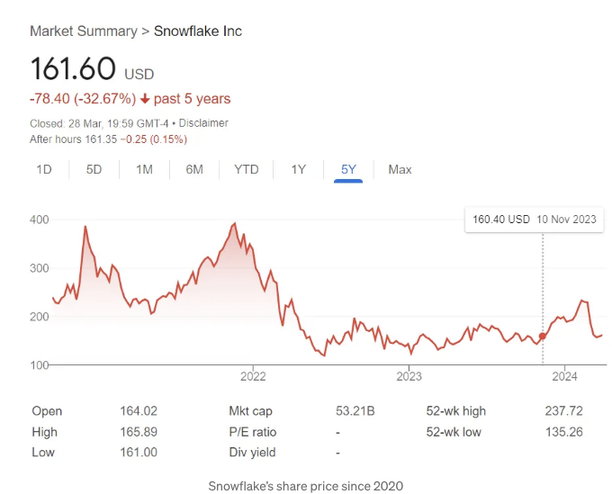 Market Summary > Snowflake Inc
161.60 USD
-78.40 (-32.67%) ↓ past 5 years
Closed: 28 Mar, 19:59 GMT-4 • Disclaimer
After hours 161.35 −0.25 (0.15%)
1D 5D 1M 6M YTD 1Y 5Y Max
160.40 USD 10 Nov 2023
400
300
200
100
2022 2023 2024
Open 164.02 Mkt cap 53.21B 52-wk high 237.72
High 165.89 P/E ratio - 52-wk low 135.26
Low 161.00 Div yield -
Snowflake's share price since 2020